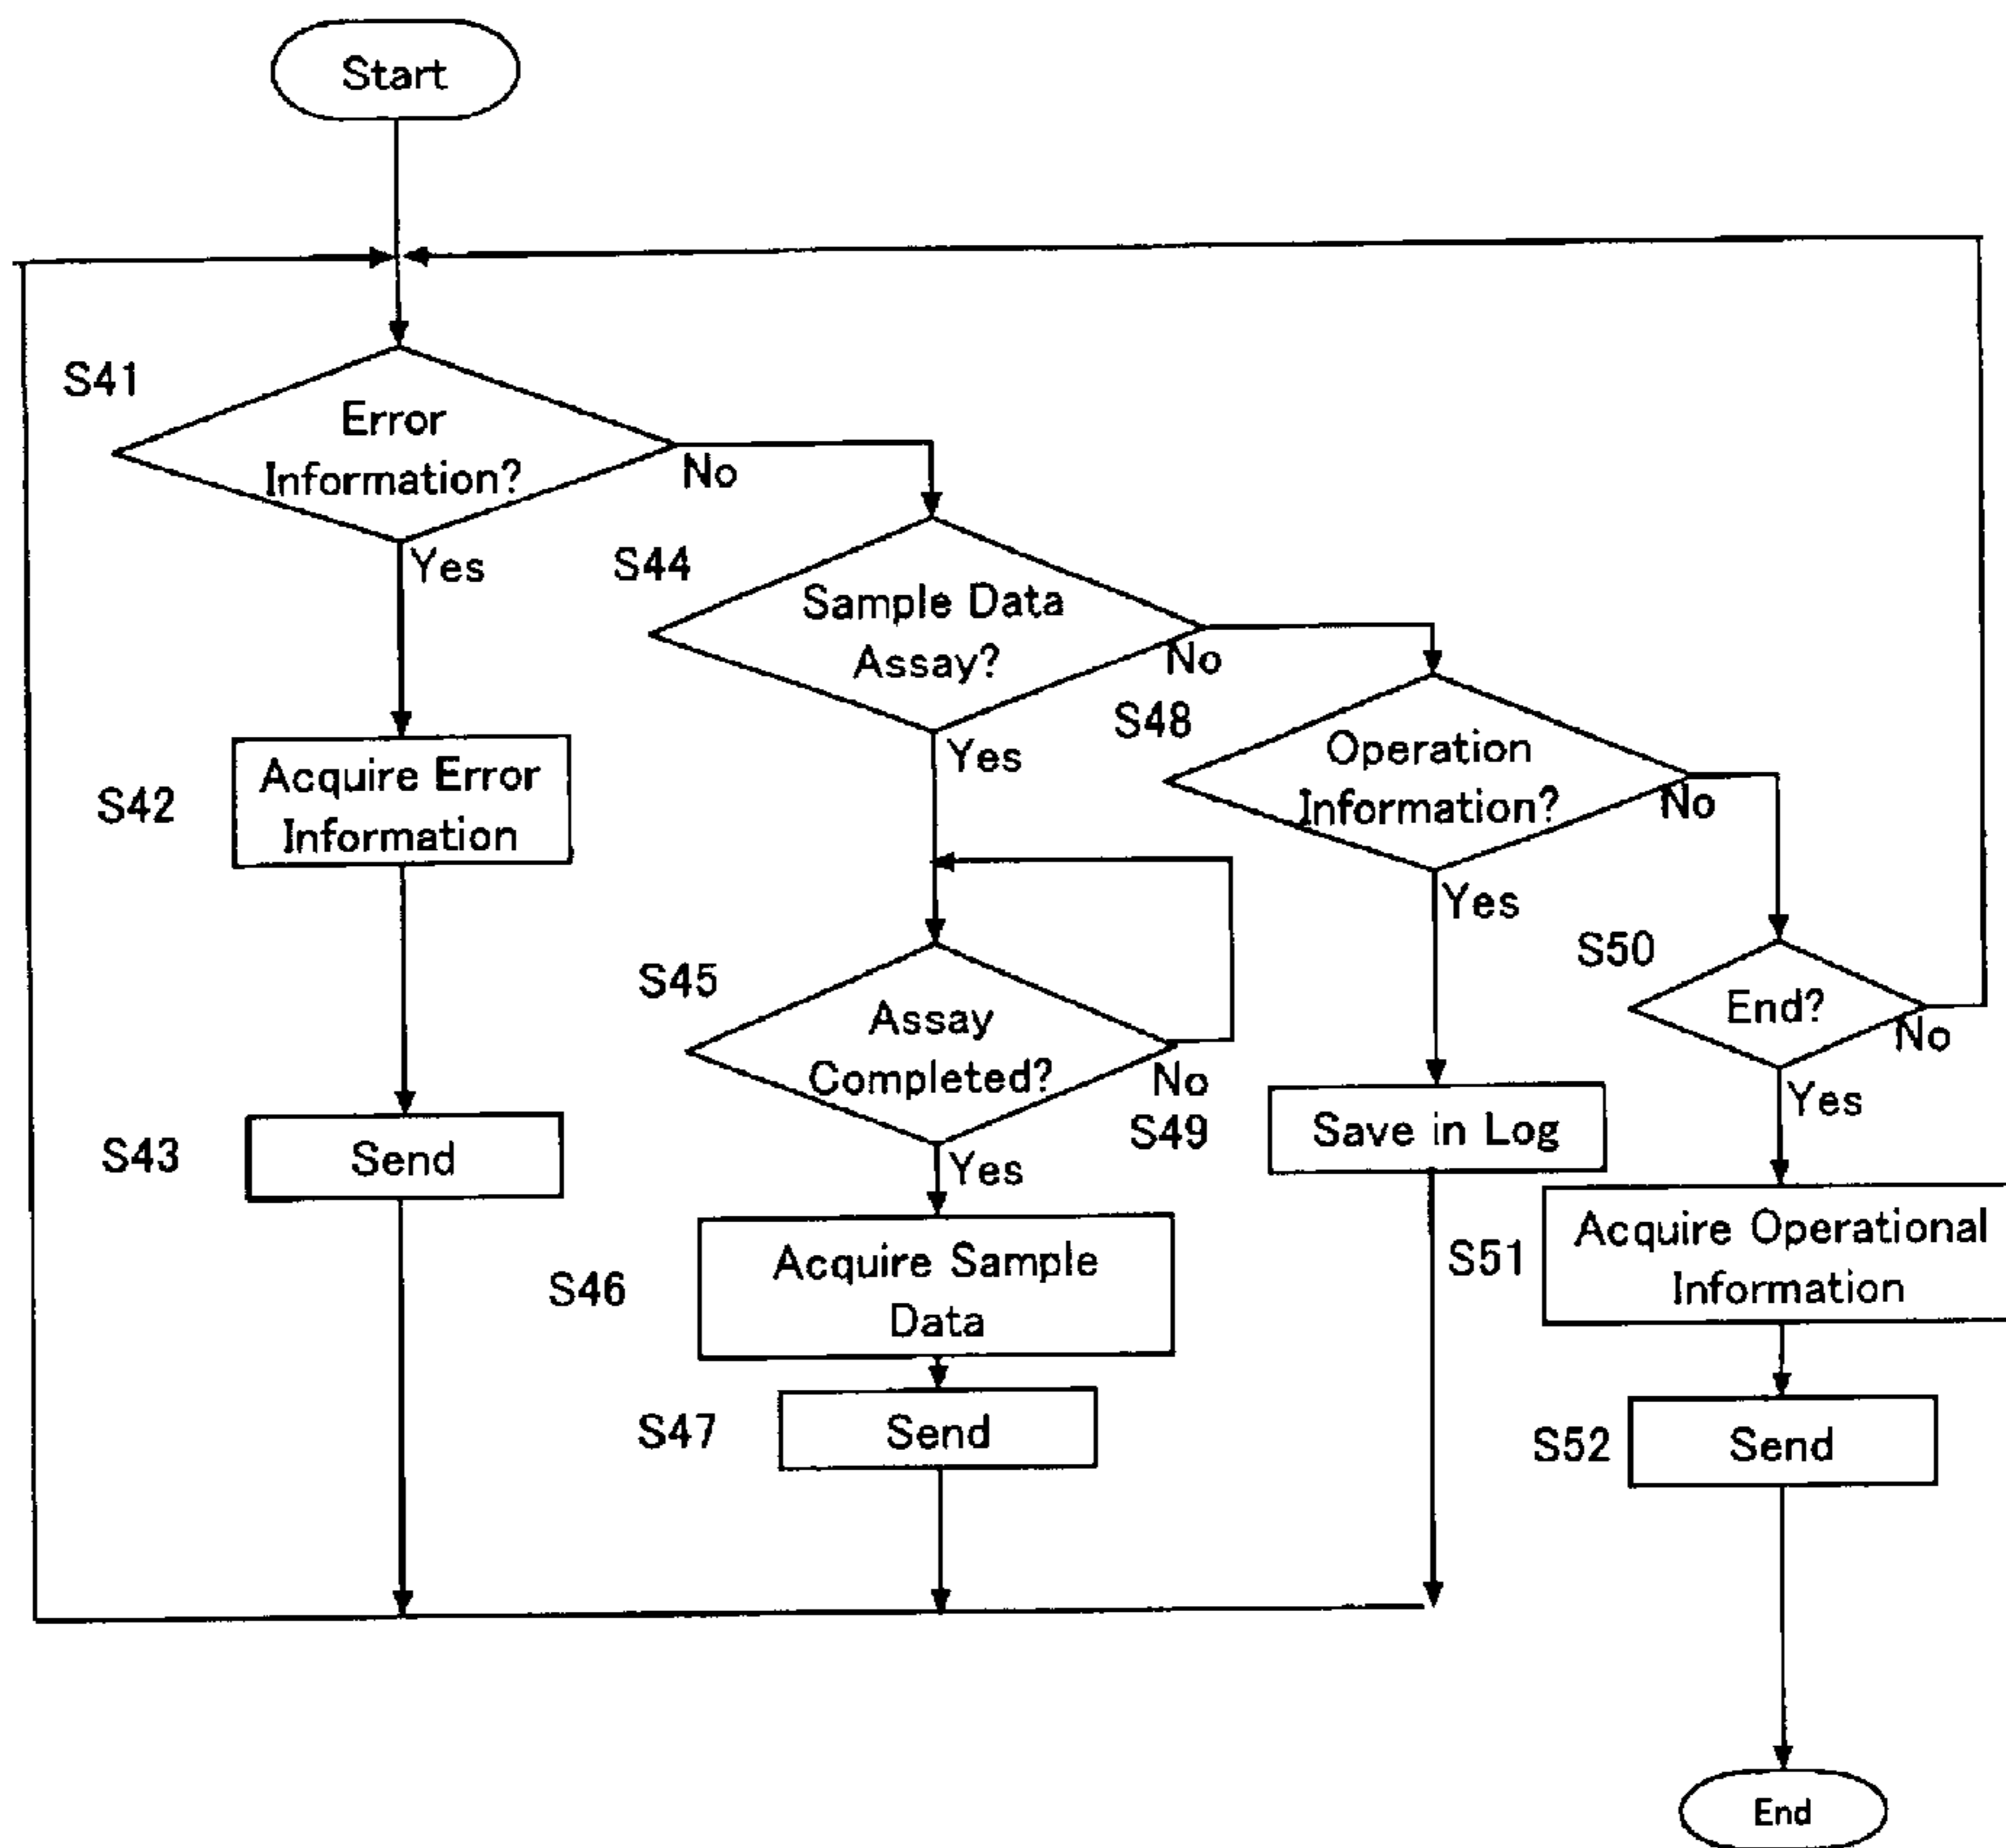 Start
S41
Error
Information?
No
Yes
S44
Sample Data
Assay?
No
Yes
S48
Operation
Information?
No
Yes
S42
Acquire Error
Information
S45
Assay
Completed?
No
Yes
S50
End?
No
Yes
S43
Send
S49
Save in Log
S46
Acquire Sample
Data
S51
Acquire Operational
Information
S47
Send
S52
Send
End